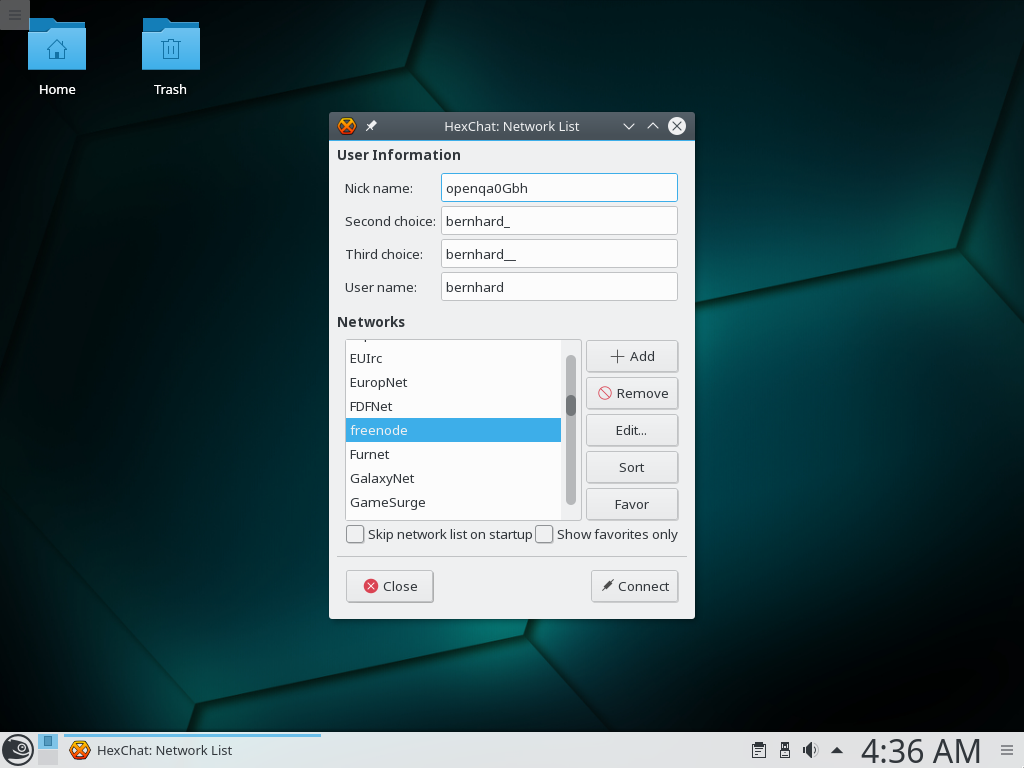 Home
Trash
HexChat: Network List
User Information
Nick name: openqa0Gbh
Second choice: bernhard_
Third choice: bernhard__
User name: bernhard
Networks
EUIrc
EuropNet
FDFNet
freenode
Furnet
GalaxyNet
GameSurge
Add
Remove
Edit...
Sort
Favor
Skip network list on startup
Show favorites only
Close
Connect
HexChat: Network List
4:36 AM